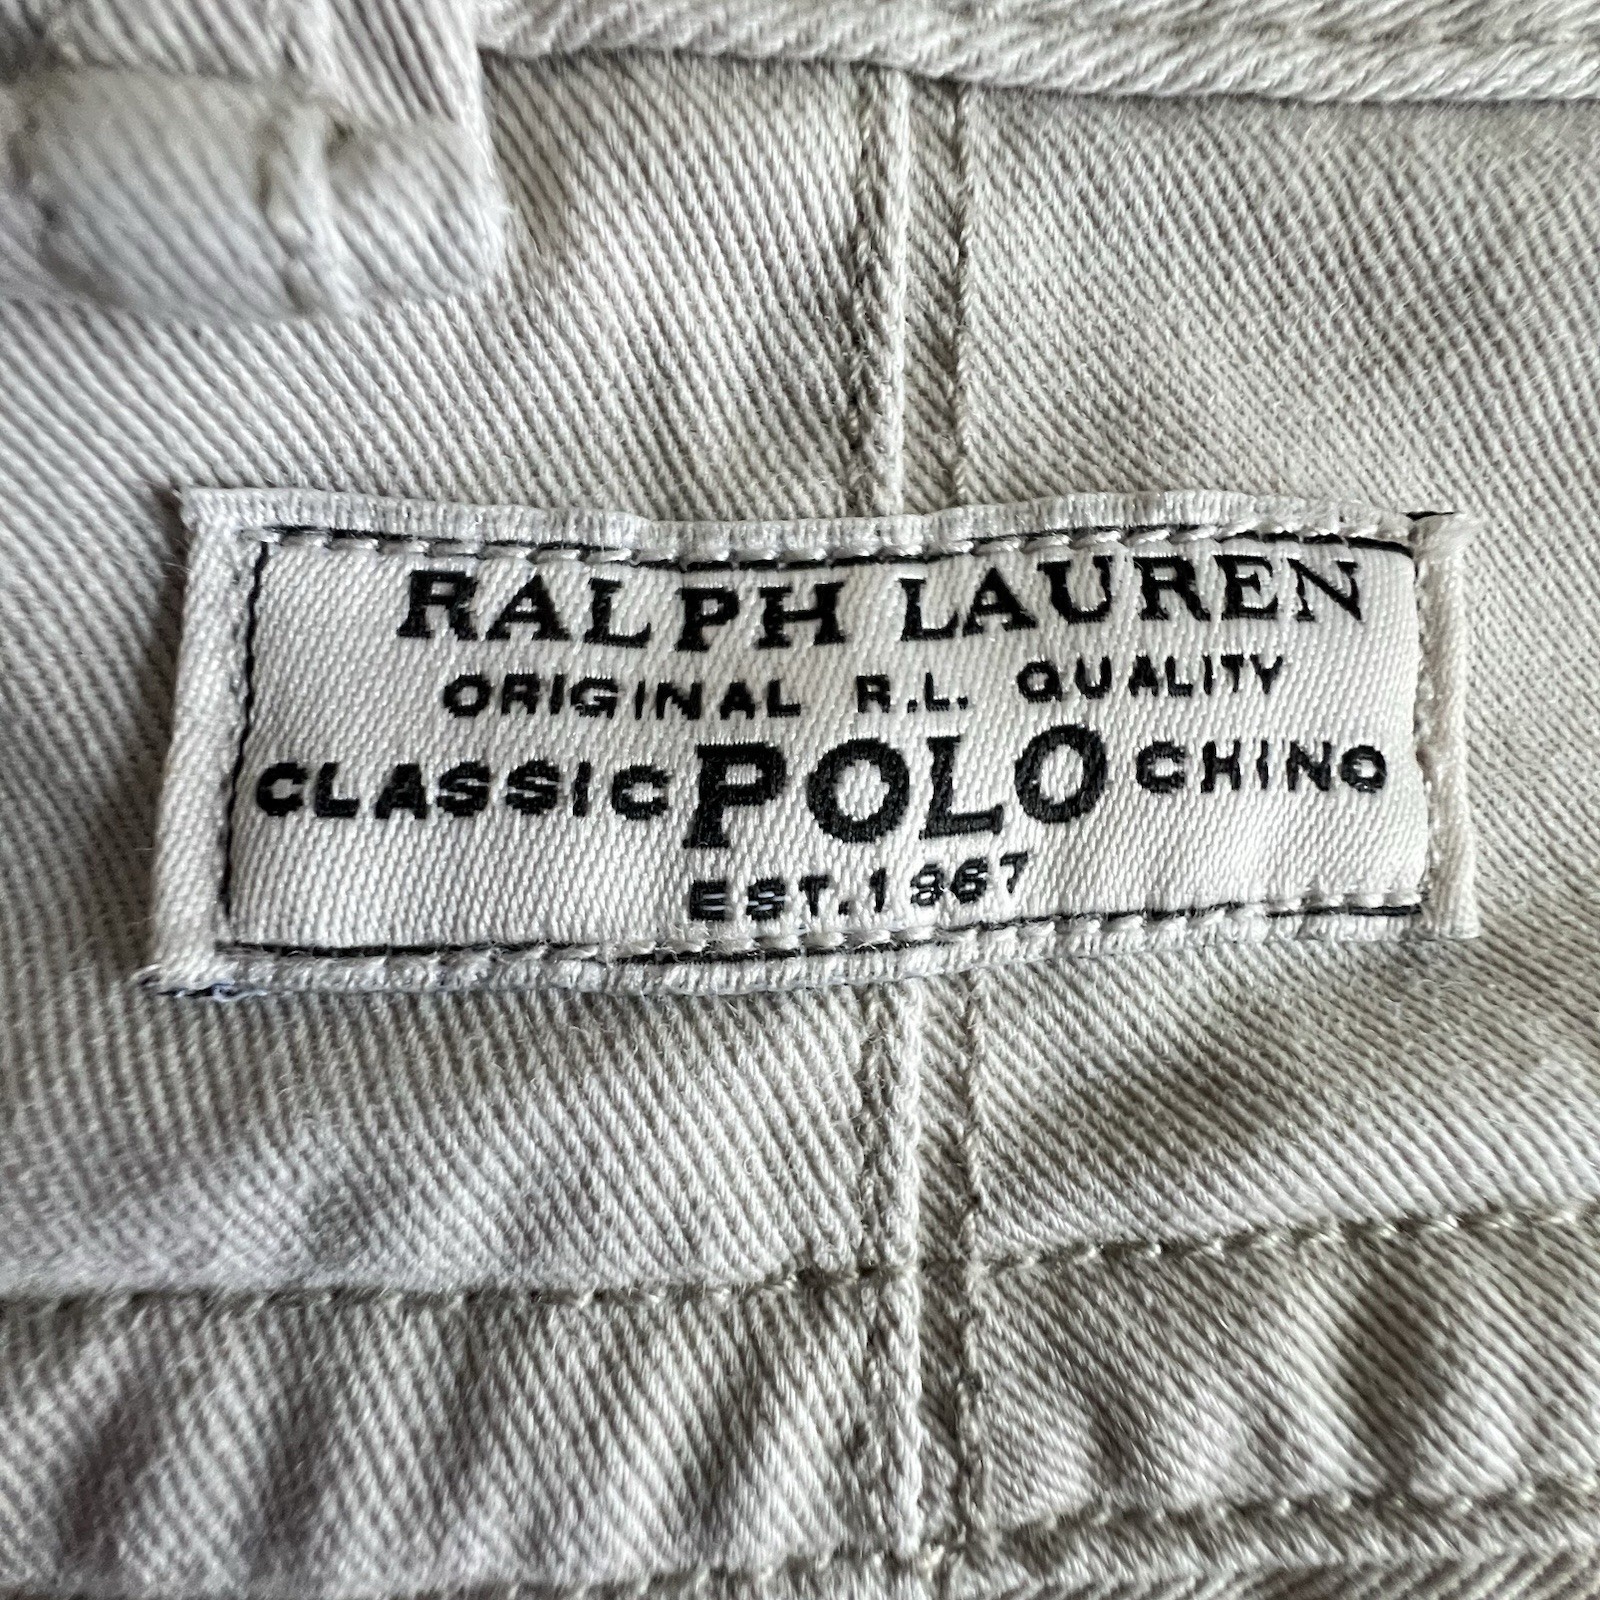 RALPH LAUREN
ORIGINAL R.L. QUALITY
CLASSIC POLO CHINO
EST.1967